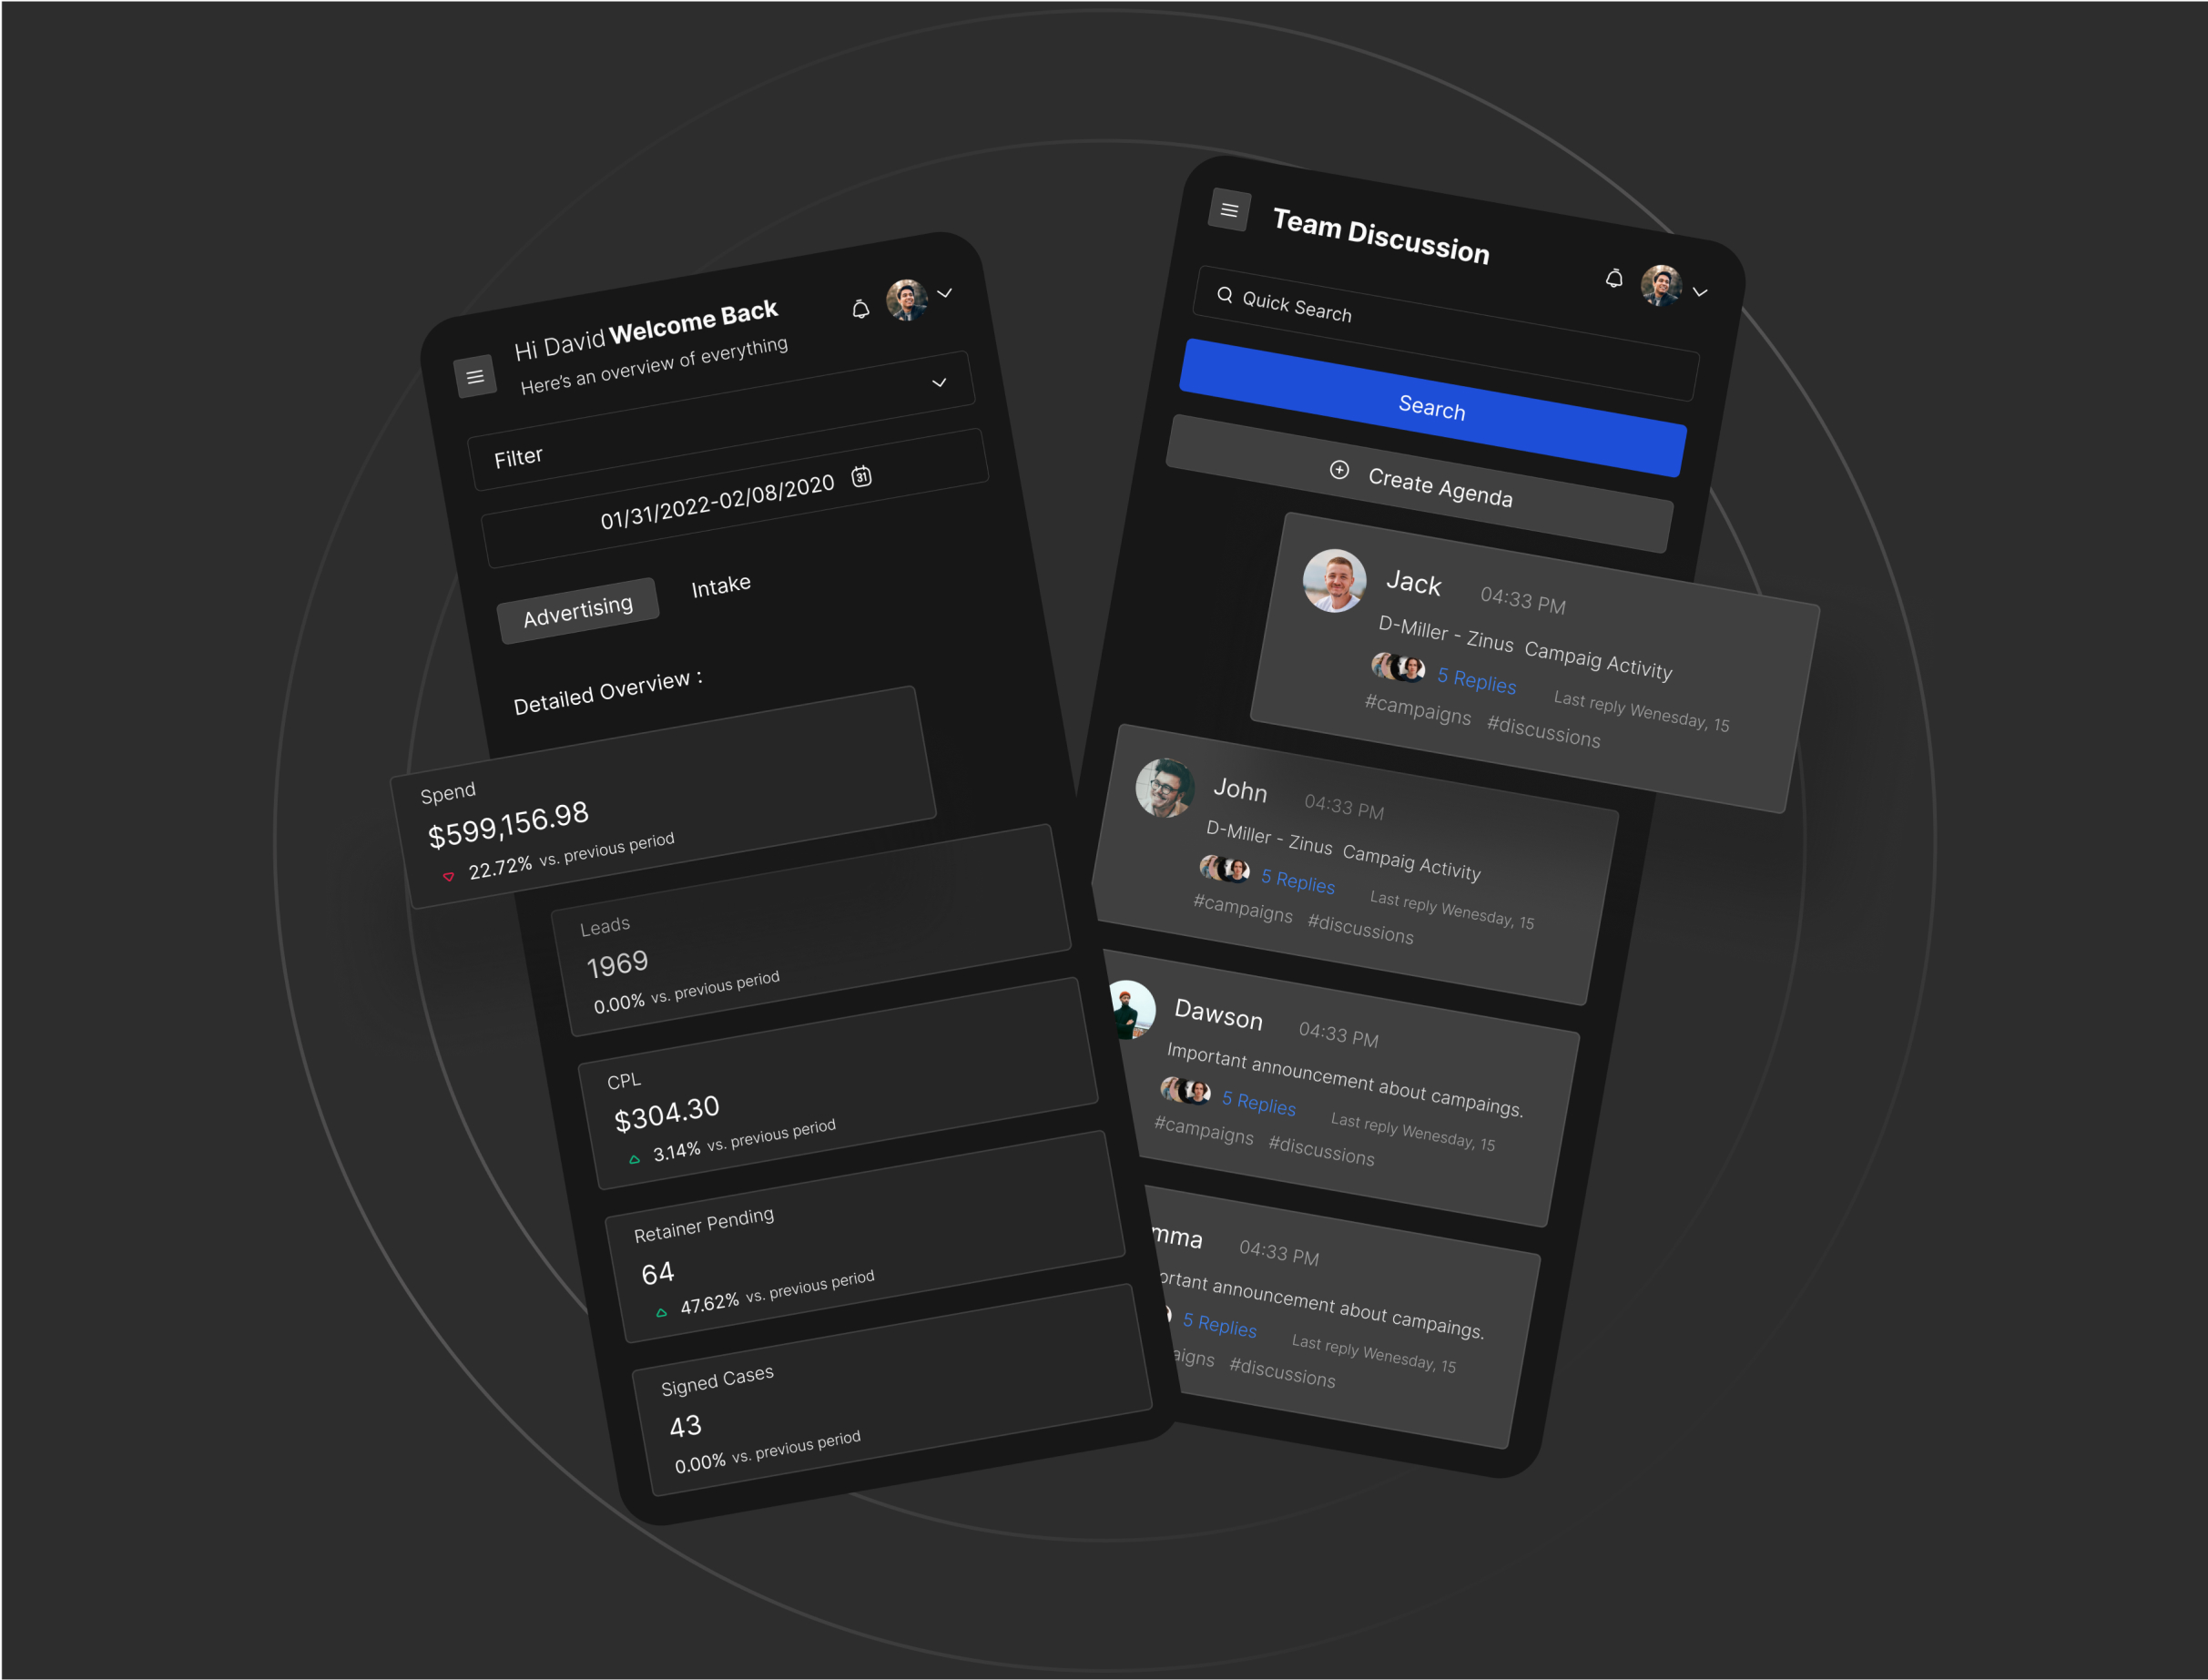 Hi David Welcome Back
Here's an overview of everything
Filter
01/31/2022-02/08/2020
31
Advertising
Intake
Detailed Overview :
Spend
$599,156.98
22.72% vs. previous period
Leads
1969
0.00% vs. previous period
CPL
$304.30
3.14% vs. previous period
Retainer Pending
64
47.62% vs. previous period
Signed Cases
43
0.00% vs. previous period
Team Discussion
Quick Search
Search
Create Agenda
Jack 04:33 PM
D-Miller - Zinus Campaig Activity
5 Replies Last reply Wenesday, 15
#campaigns #discussions
John 04:33 PM
D-Miller - Zinus Campaig Activity
5 Replies Last reply Wenesday, 15
#campaigns #discussions
Dawson 04:33 PM
Important announcement about campaings.
5 Replies Last reply Wenesday, 15
#campaigns #discussions
mma 04:33 PM
ortant announcement about campaings.
5 Replies Last reply Wenesday, 15
aigns #discussions